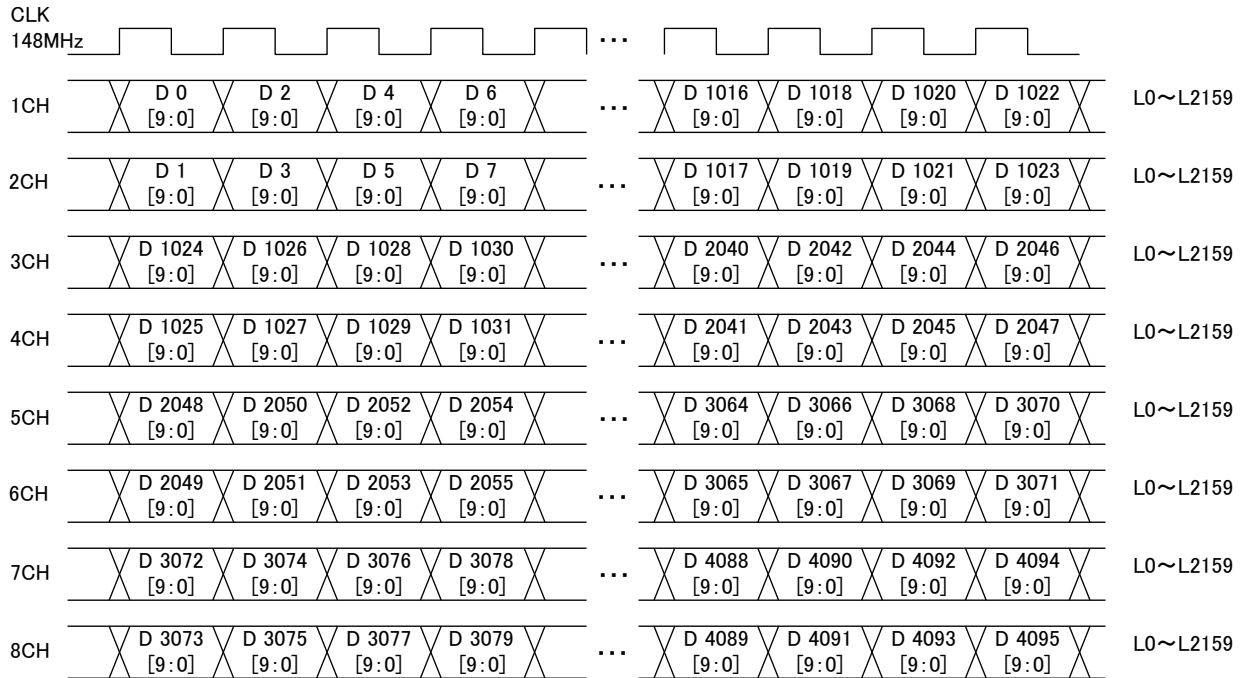 CLK
148MHz
...
1CH D 0 D 2 D 4 D 6 ... D 1016 D 1018 D 1020 D 1022 L0～L2159
[9:0] [9:0] [9:0] [9:0] [9:0] [9:0] [9:0] [9:0]
2CH D 1 D 3 D 5 D 7 ... D 1017 D 1019 D 1021 D 1023 L0～L2159
[9:0] [9:0] [9:0] [9:0] [9:0] [9:0] [9:0] [9:0]
3CH D 1024 D 1026 D 1028 D 1030 ... D 2040 D 2042 D 2044 D 2046 L0～L2159
[9:0] [9:0] [9:0] [9:0] [9:0] [9:0] [9:0] [9:0]
4CH D 1025 D 1027 D 1029 D 1031 ... D 2041 D 2043 D 2045 D 2047 L0～L2159
[9:0] [9:0] [9:0] [9:0] [9:0] [9:0] [9:0] [9:0]
5CH D 2048 D 2050 D 2052 D 2054 ... D 3064 D 3066 D 3068 D 3070 L0～L2159
[9:0] [9:0] [9:0] [9:0] [9:0] [9:0] [9:0] [9:0]
6CH D 2049 D 2051 D 2053 D 2055 ... D 3065 D 3067 D 3069 D 3071 L0～L2159
[9:0] [9:0] [9:0] [9:0] [9:0] [9:0] [9:0] [9:0]
7CH D 3072 D 3074 D 3076 D 3078 ... D 4088 D 4090 D 4092 D 4094 L0～L2159
[9:0] [9:0] [9:0] [9:0] [9:0] [9:0] [9:0] [9:0]
8CH D 3073 D 3075 D 3077 D 3079 ... D 4089 D 4091 D 4093 D 4095 L0～L2159
[9:0] [9:0] [9:0] [9:0] [9:0] [9:0] [9:0] [9:0]